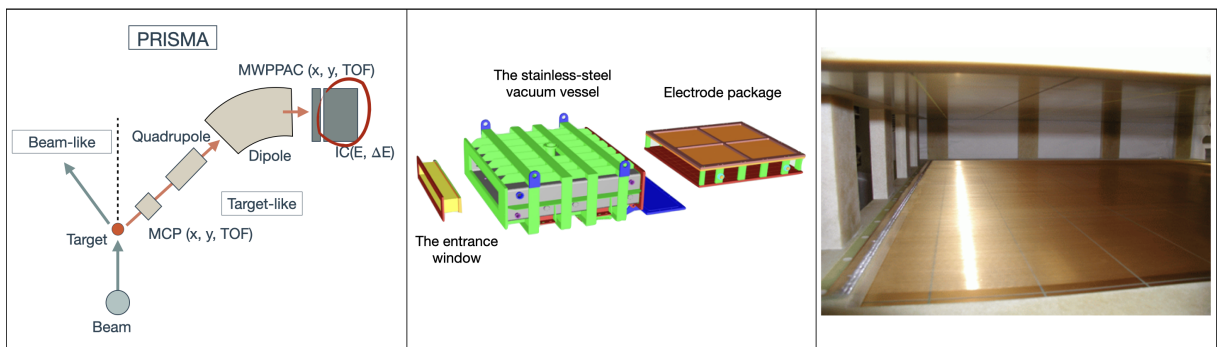 PRISMA
MWPPAC (x, y, TOF)
Quadrupole
Beam-like
Dipole
IC(E, ΔE)
Target-like
Target
MCP (x, y, TOF)
Beam
The stainless-steel
vacuum vessel
Electrode package
The entrance
window